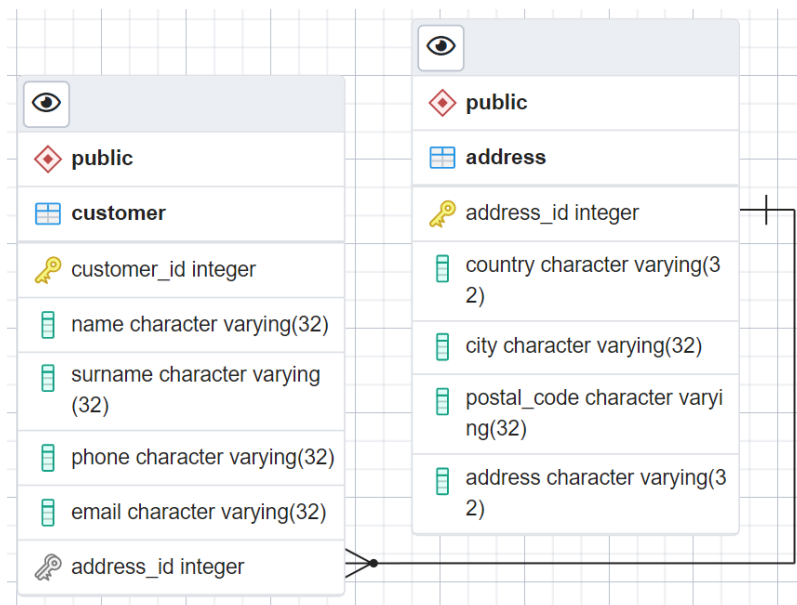 public
customer
customer_id integer
name character varying(32)
surname character varying
(32)
phone character varying(32)
email character varying(32)
address_id integer
public
address
address_id integer
country character varying(3
2)
city character varying(32)
postal_code character varyi
ng(32)
address character varying(3
2)